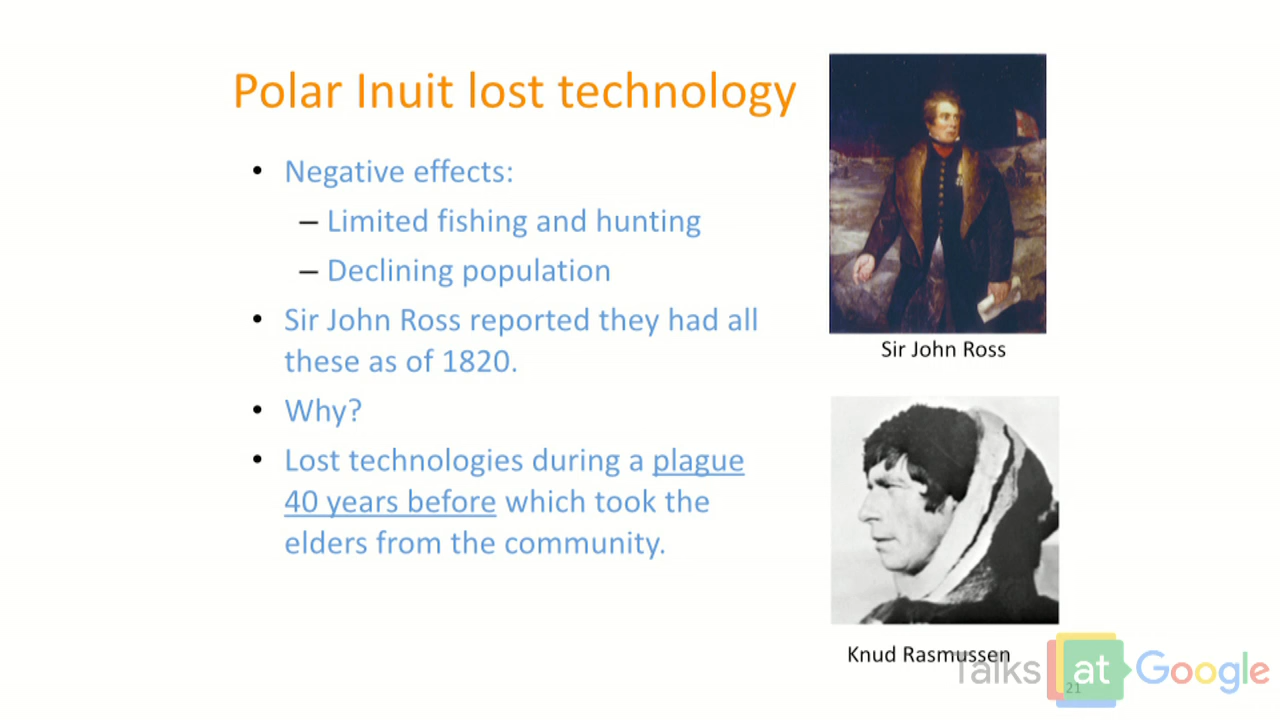 Polar Inuit lost technology
• Negative effects:
– Limited fishing and hunting
– Declining population
• Sir John Ross reported they had all
these as of 1820.
• Why?
• Lost technologies during a plague
40 years before which took the
elders from the community.
Sir John Ross
Knud Rasmussen
Talks at Google
21